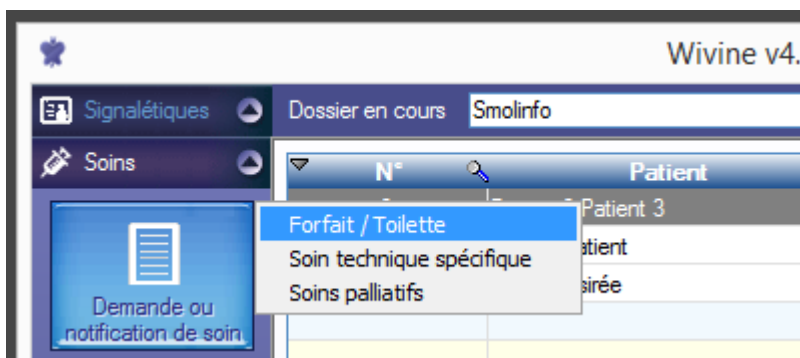 Wivine v4.
Signalétiques
Dossier en cours Smolinfo
Soins
N° Patient
Patient 3
Forfait / Toilette
Soin technique spécifique
Soins palliatifs
Demande ou
notification de soin